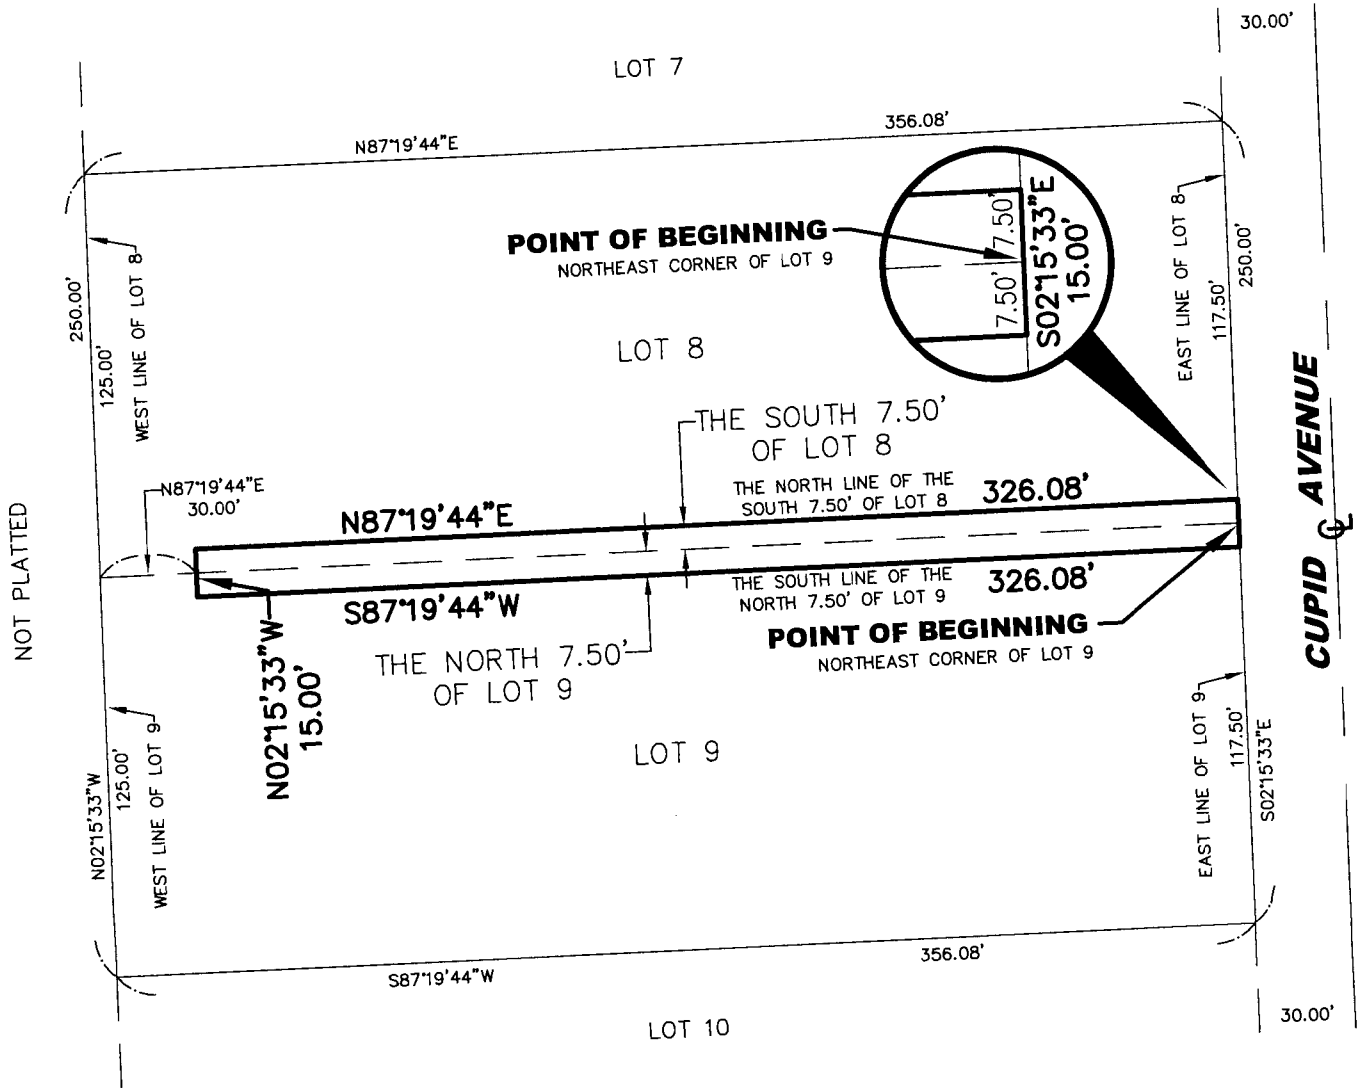 30.00'
LOT 7
356.08'
N87°19'44"E
POINT OF BEGINNING
NORTHEAST CORNER OF LOT 9
7.50'
7.50'
S02°15'33"E
15.00'
EAST LINE OF LOT 8
250.00'
117.50'
250.00'
125.00'
WEST LINE OF LOT 8
LOT 8
THE SOUTH 7.50'
OF LOT 8
THE NORTH LINE OF THE
SOUTH 7.50' OF LOT 8
326.08'
N87°19'44"E
30.00'
N87°19'44"E
NOT PLATTED
CUPID ℄ AVENUE
S87°19'44"W
THE SOUTH LINE OF THE
NORTH 7.50' OF LOT 9
326.08'
POINT OF BEGINNING
NORTHEAST CORNER OF LOT 9
THE NORTH 7.50'
OF LOT 9
N02°15'33"W
15.00'
LOT 9
N02°15'33"W
125.00'
WEST LINE OF LOT 9
EAST LINE OF LOT 9
117.50'
S02°15'33"E
356.08'
S87°19'44"W
LOT 10
30.00'